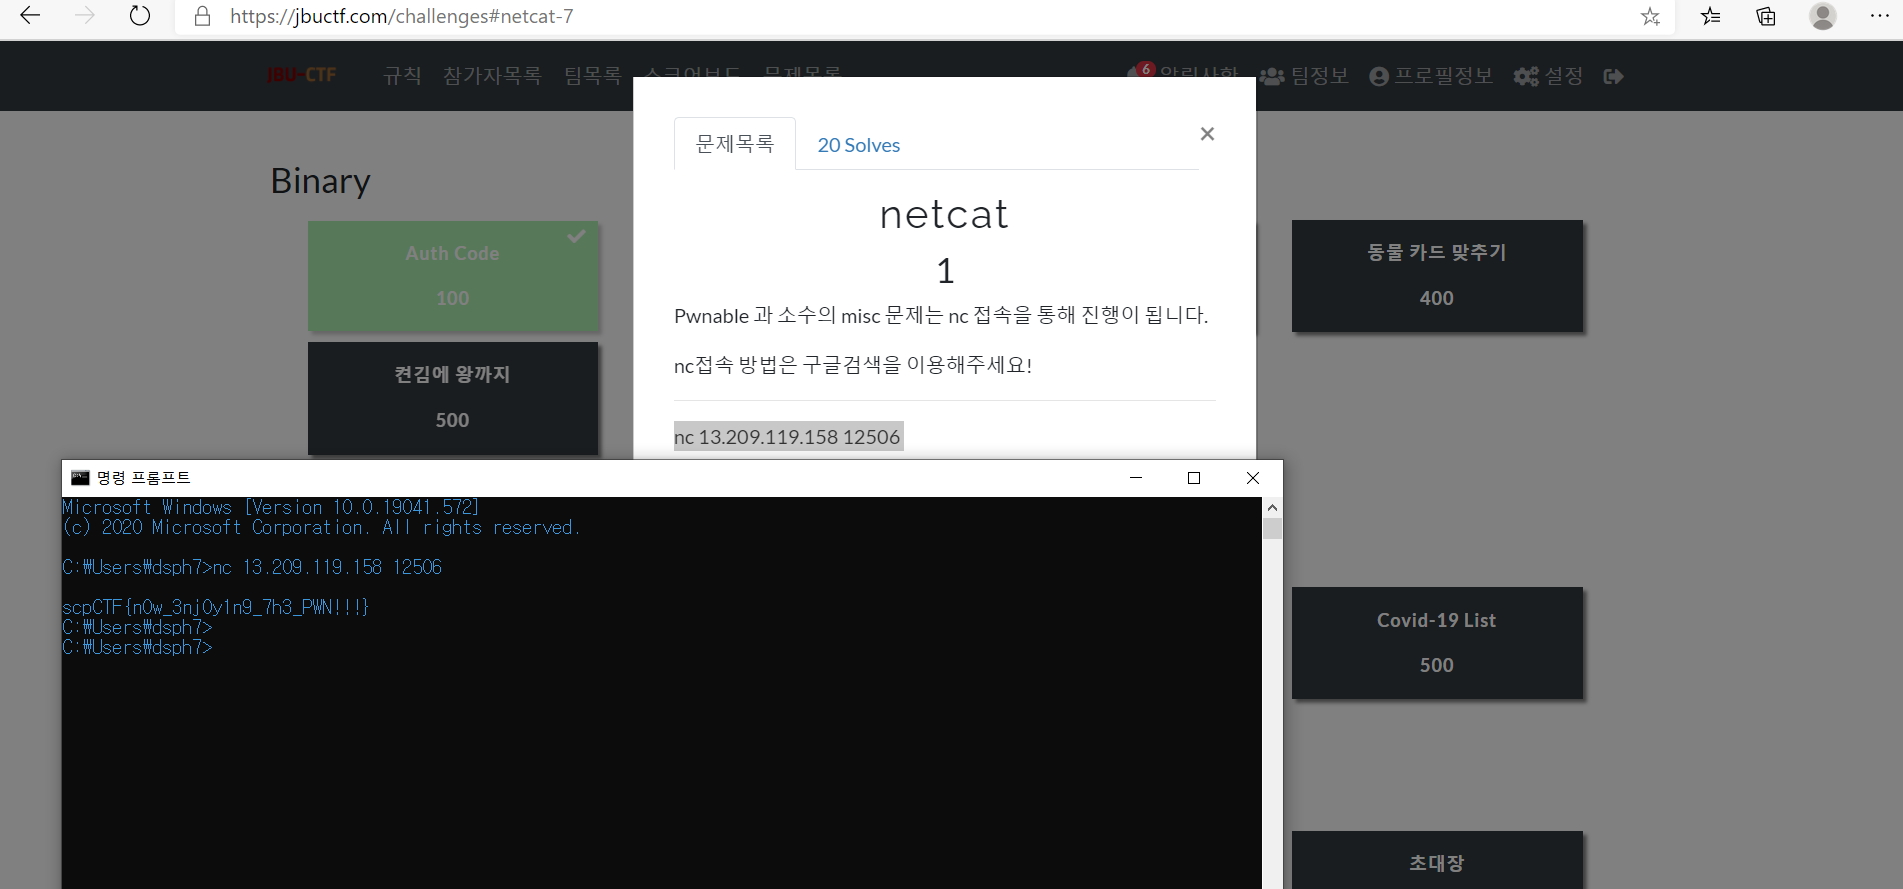 https://jbuctf.com/challenges#netcat-7
JBU-CTF 규칙 참가자목록 팀목록 스코어보드 문제목록 6 알림사항 팀정보 프로필정보 설정
문제목록 20 Solves
Binary
netcat
1
Auth Code
100
동물 카드 맞추기
400
Pwnable 과 소수의 misc 문제는 nc 접속을 통해 진행이 됩니다.
nc접속 방법은 구글검색을 이용해주세요!
켠김에 왕까지
500
nc 13.209.119.158 12506
명령 프롬프트
Microsoft Windows [Version 10.0.19041.572]
(c) 2020 Microsoft Corporation. All rights reserved.
C:₩Users₩dsph7>nc 13.209.119.158 12506
scpCTF{n0w_3nj0y1n9_7h3_PWN!!!}
C:₩Users₩dsph7>
C:₩Users₩dsph7>
Covid-19 List
500
초대장